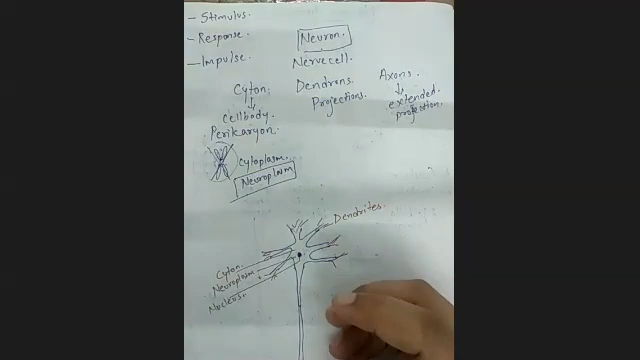 - Stimulus.
- Response.
- Impulse
Neuron.
Nervecell.
Cyton
cellbody.
Perikaryon.
Dendrons.
Projections.
Axons.
extended
projection.
Cytoplasm.
Neuroplasm
Dendrites.
Cyton
Neuroplasm
Nucleus.